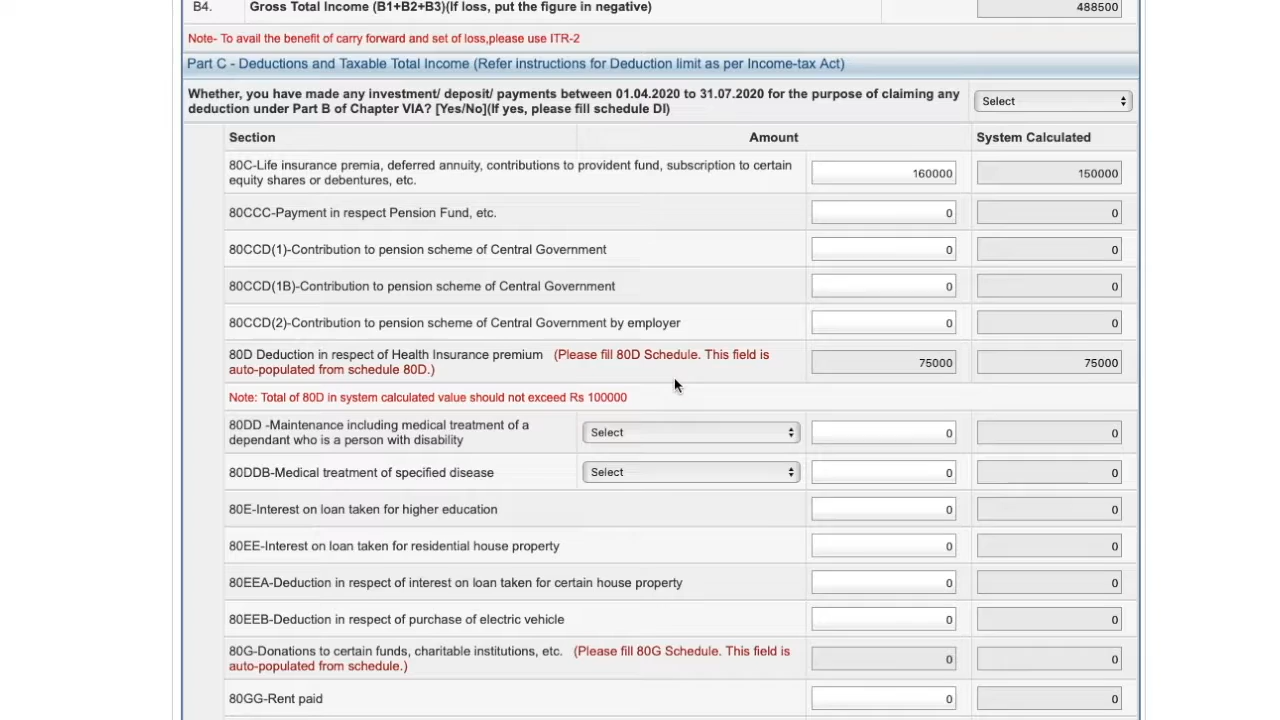 B4. Gross Total Income (B1+B2+B3)(If loss, put the figure in negative) 488500
Note- To avail the benefit of carry forward and set of loss,please use ITR-2
Part C - Deductions and Taxable Total Income (Refer instructions for Deduction limit as per Income-tax Act)
Whether, you have made any investment/ deposit/ payments between 01.04.2020 to 31.07.2020 for the purpose of claiming any
deduction under Part B of Chapter VIA? [Yes/No](If yes, please fill schedule DI) Select
Section Amount System Calculated
80C-Life insurance premia, deferred annuity, contributions to provident fund, subscription to certain
equity shares or debentures, etc. 160000 150000
80CCC-Payment in respect Pension Fund, etc. 0 0
80CCD(1)-Contribution to pension scheme of Central Government 0 0
80CCD(1B)-Contribution to pension scheme of Central Government 0 0
80CCD(2)-Contribution to pension scheme of Central Government by employer 0 0
80D Deduction in respect of Health Insurance premium (Please fill 80D Schedule. This field is
auto-populated from schedule 80D.) 75000 75000
Note: Total of 80D in system calculated value should not exceed Rs 100000
80DD -Maintenance including medical treatment of a
dependant who is a person with disability Select 0 0
80DDB-Medical treatment of specified disease Select 0 0
80E-Interest on loan taken for higher education 0 0
80EE-Interest on loan taken for residential house property 0 0
80EEA-Deduction in respect of interest on loan taken for certain house property 0 0
80EEB-Deduction in respect of purchase of electric vehicle 0 0
80G-Donations to certain funds, charitable institutions, etc. (Please fill 80G Schedule. This field is
auto-populated from schedule.) 0 0
80GG-Rent paid 0 0